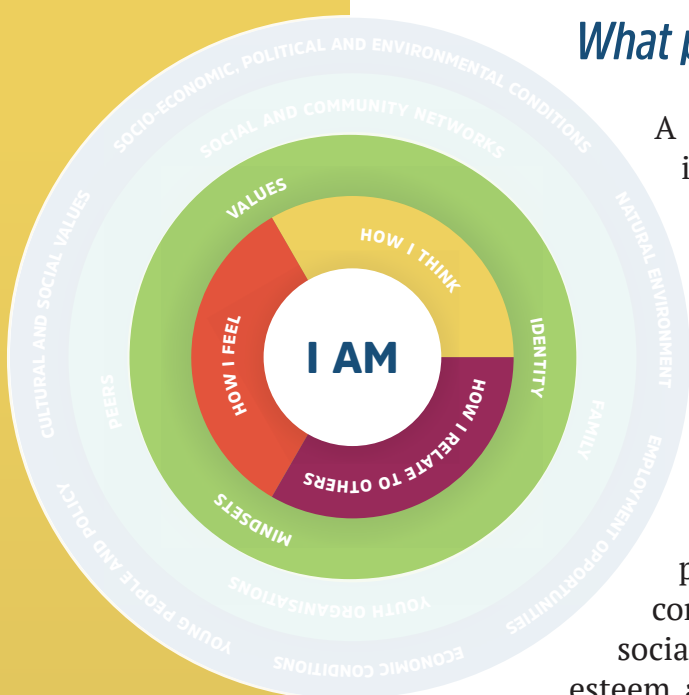 What p
A
i
SOCIO-ECONOMIC, POLITICAL AND ENVIRONMENTAL CONDITIONS
NATURAL ENVIRONMENT
EMPLOYMENT OPPORTUNITIES
ECONOMIC CONDITIONS
YOUNG PEOPLE AND POLICY
CULTURAL AND SOCIAL VALUES
SOCIAL AND COMMUNITY NETWORKS
FAMILY
YOUTH ORGANISATIONS
PEERS
VALUES
IDENTITY
MINDSETS
HOW I THINK
HOW I RELATE TO OTHERS
HOW I FEEL
I AM
p
social
esteem, a